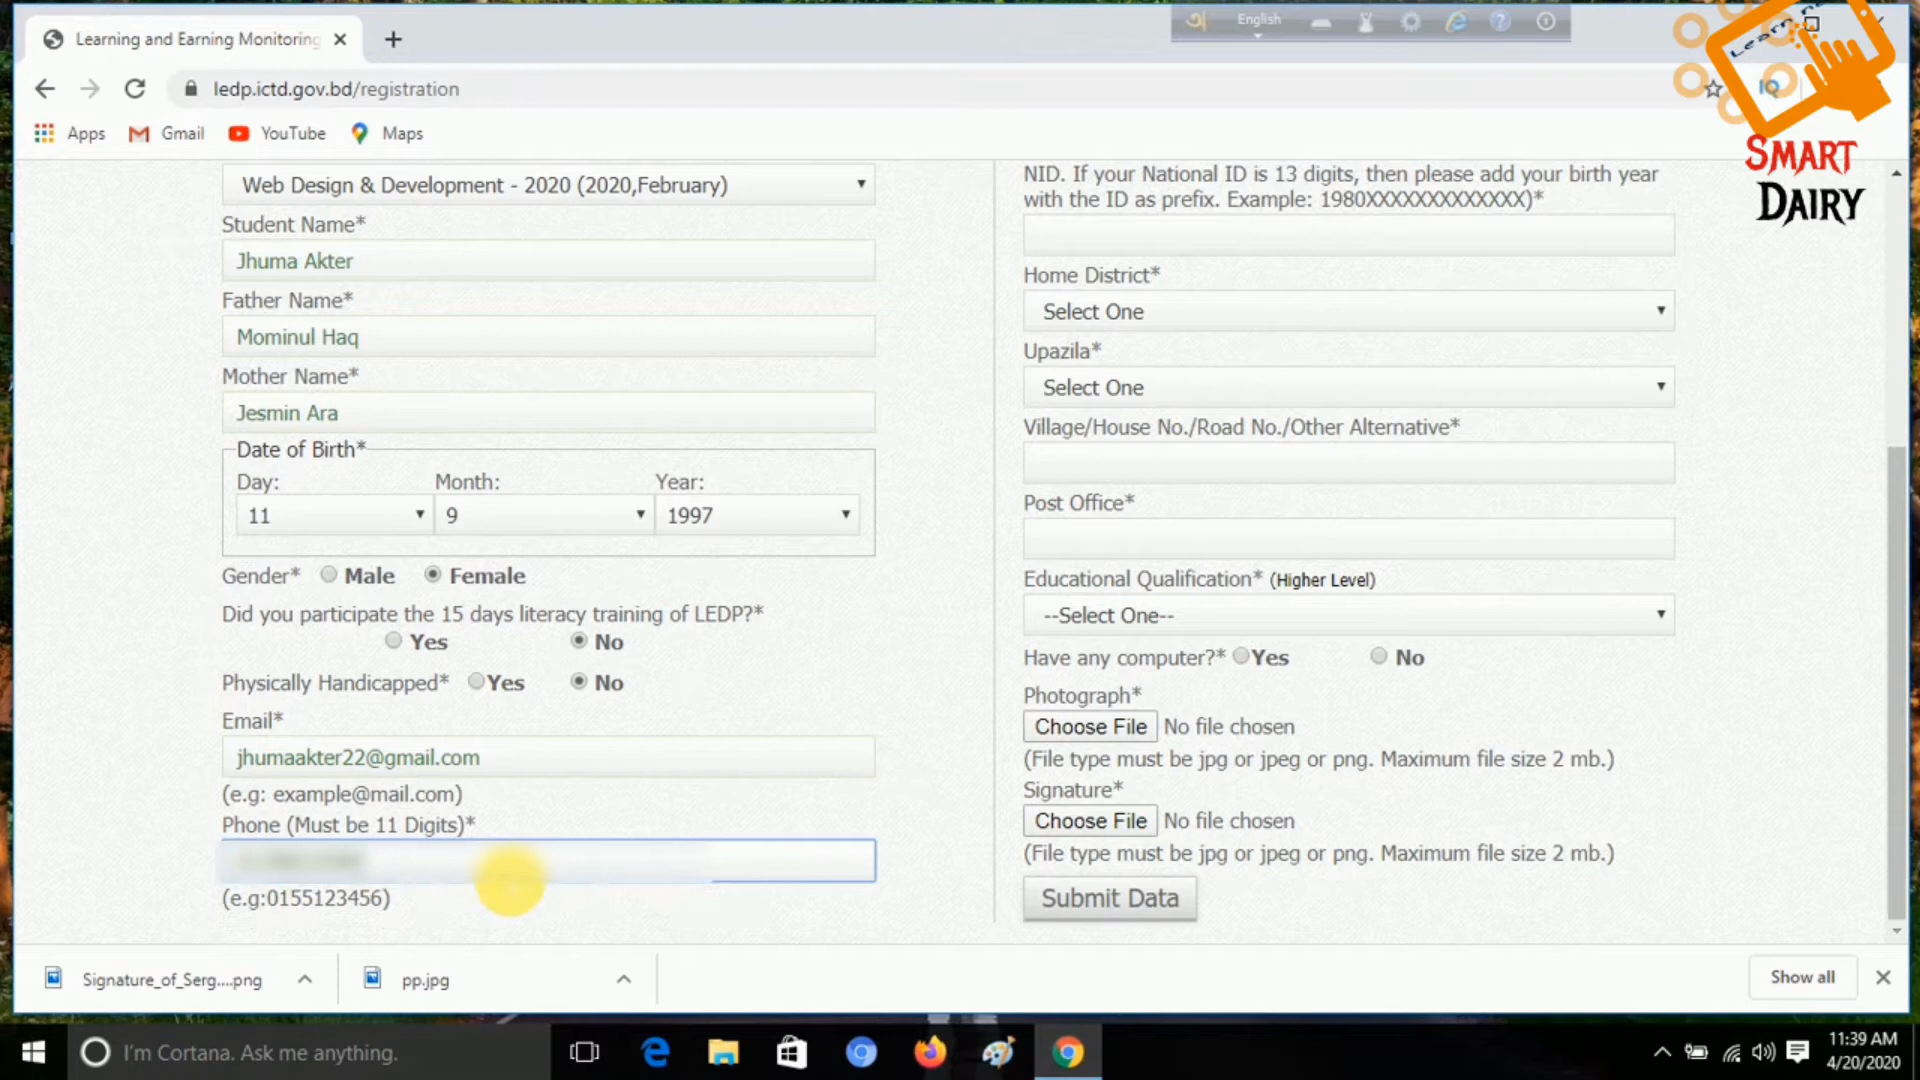 Learning and Earning Monitoring
English
ledp.ictd.gov.bd/registration
IQ
Apps
Gmail
YouTube
Maps
SMART
DAIRY
Web Design & Development - 2020 (2020,February)
Student Name*
Jhuma Akter
Father Name*
Mominul Haq
Mother Name*
Jesmin Ara
Date of Birth*
Day: Month: Year:
11 9 1997
Gender* Male Female
Did you participate the 15 days literacy training of LEDP?*
Yes No
Physically Handicapped* Yes No
Email*
jhumaakter22@gmail.com
(e.g: example@mail.com)
Phone (Must be 11 Digits)*
(e.g:0155123456)
NID. If your National ID is 13 digits, then please add your birth year
with the ID as prefix. Example: 1980XXXXXXXXXXXXX)*
Home District*
Select One
Upazila*
Select One
Village/House No./Road No./Other Alternative*
Post Office*
Educational Qualification* (Higher Level)
--Select One--
Have any computer?* Yes No
Photograph*
Choose File No file chosen
(File type must be jpg or jpeg or png. Maximum file size 2 mb.)
Signature*
Choose File No file chosen
(File type must be jpg or jpeg or png. Maximum file size 2 mb.)
Submit Data
Signature_of_Serg....png
pp.jpg
Show all
I'm Cortana. Ask me anything.
11:39 AM
4/20/2020